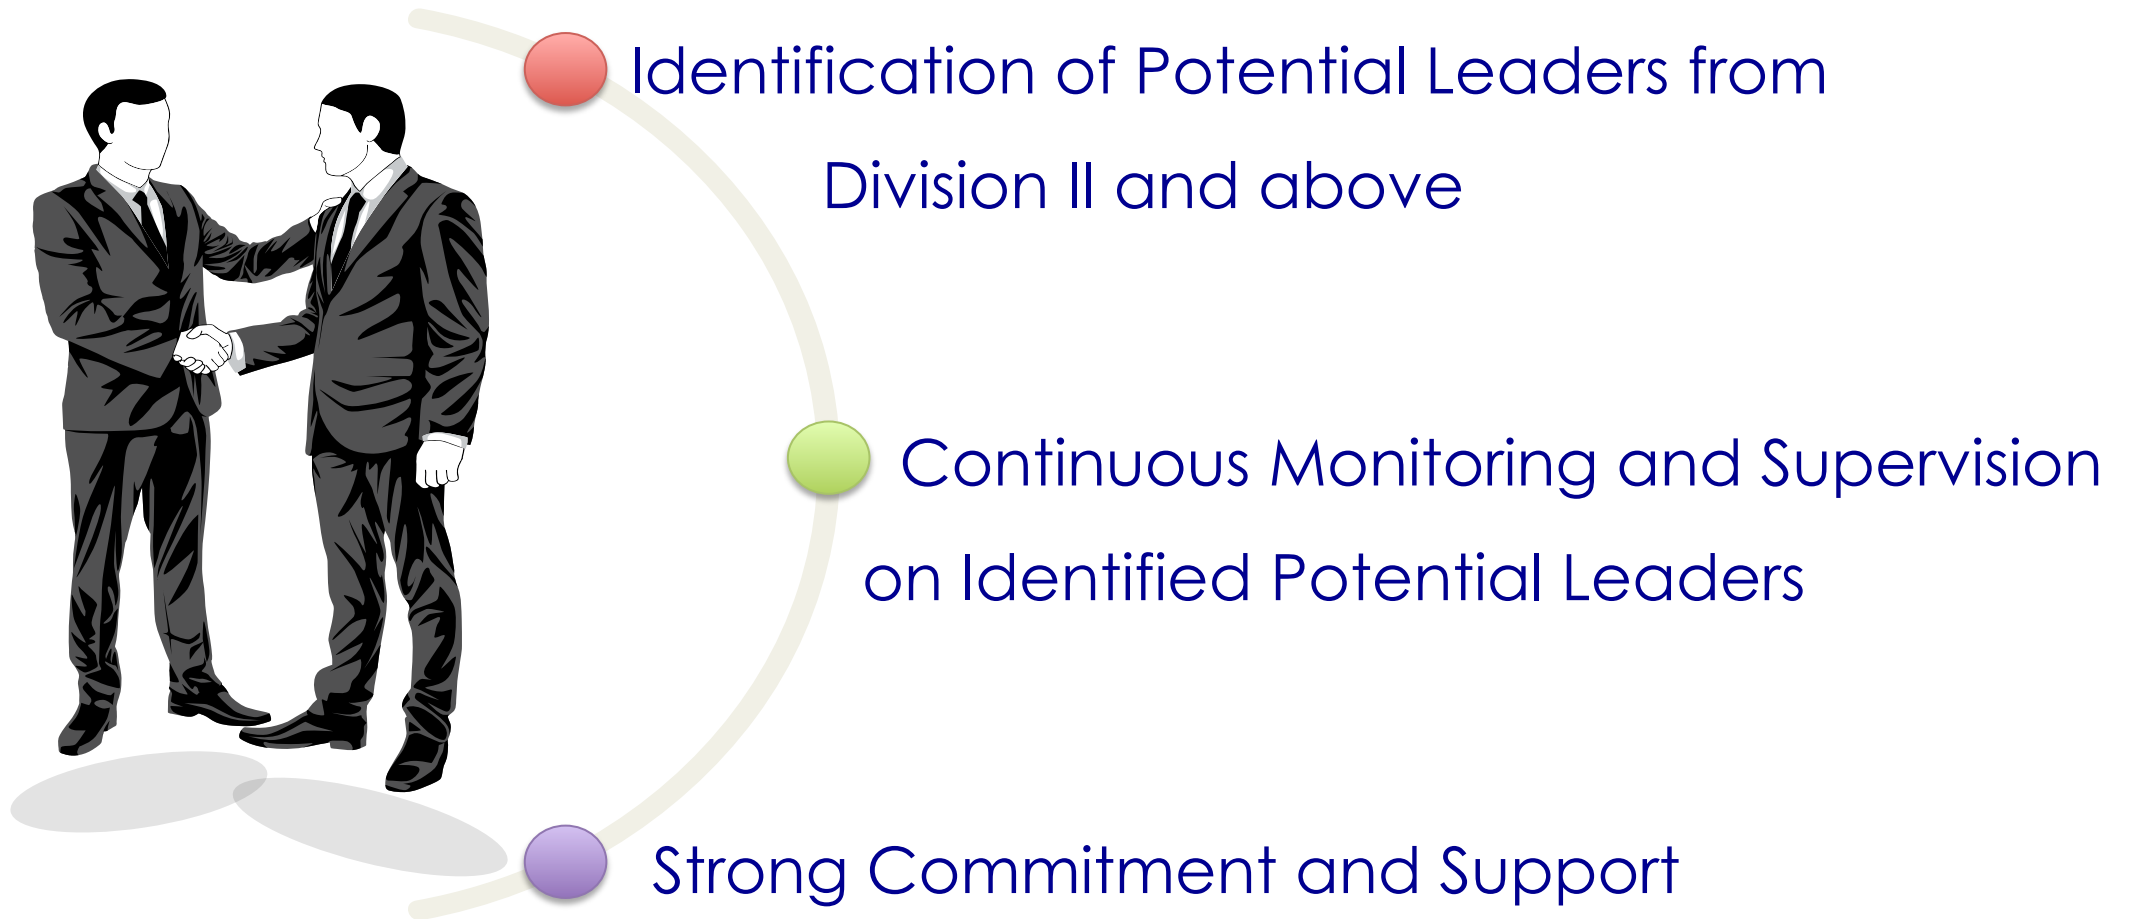 Identification of Potential Leaders from
Division II and above
Continuous Monitoring and Supervision
on Identified Potential Leaders
Strong Commitment and Support